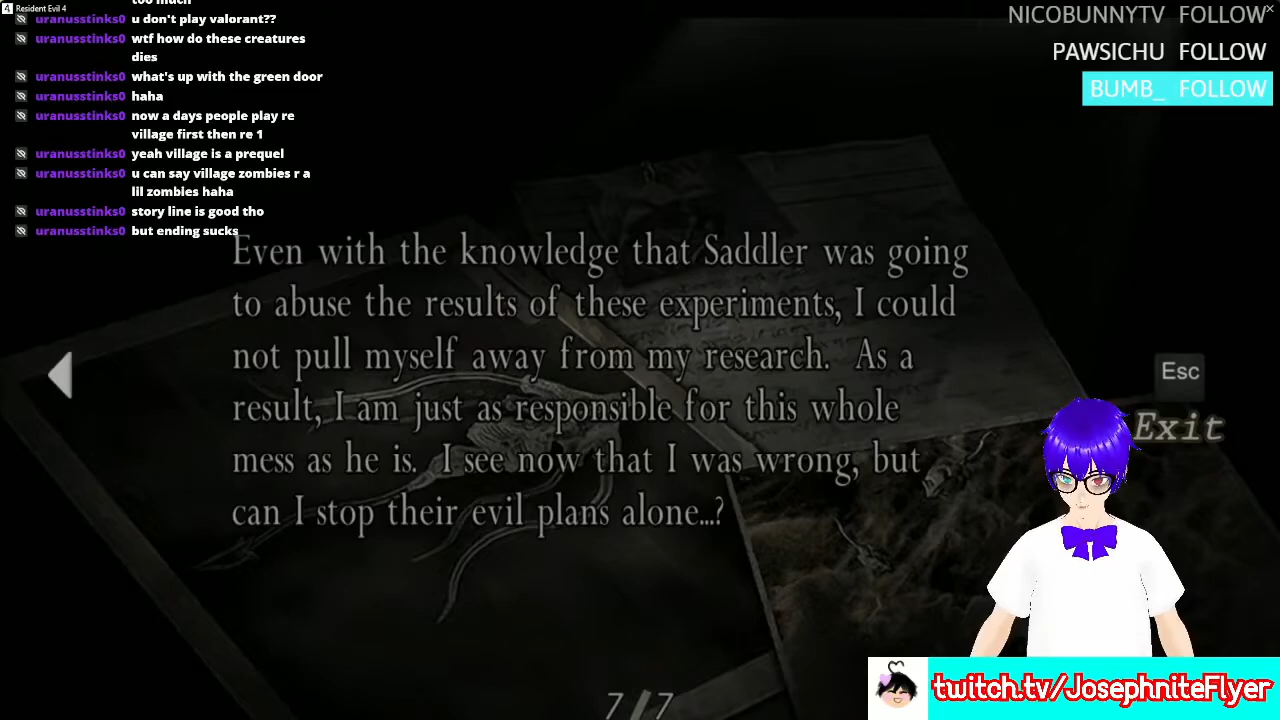 4 Resident Evil 4
too much
uranusstinks0 u don't play valorant??
uranusstinks0 wtf how do these creatures
dies
uranusstinks0 what's up with the green door
uranusstinks0 haha
uranusstinks0 now a days people play re
village first then re 1
uranusstinks0 yeah village is a prequel
uranusstinks0 u can say village zombies r a
lil zombies haha
uranusstinks0 story line is good tho
uranusstinks0 but ending sucks
NICOBUNNYTV FOLLOW
PAWSICHU FOLLOW
BUMB_ FOLLOW
Even with the knowledge that Saddler was going
to abuse the results of these experiments, I could
not pull myself away from my research. As a
result, I am just as responsible for this whole
mess as he is. I see now that I was wrong, but
can I stop their evil plans alone...?
Esc
Exit
7/7
twitch.tv/JosephniteFlyer